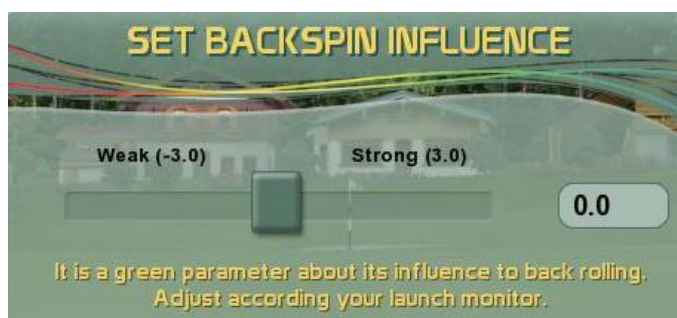 SET BACKSPIN INFLUENCE
Weak (-3.0) Strong (3.0)
0.0
It is a green parameter about its influence to back rolling.
Adjust according your launch monitor.